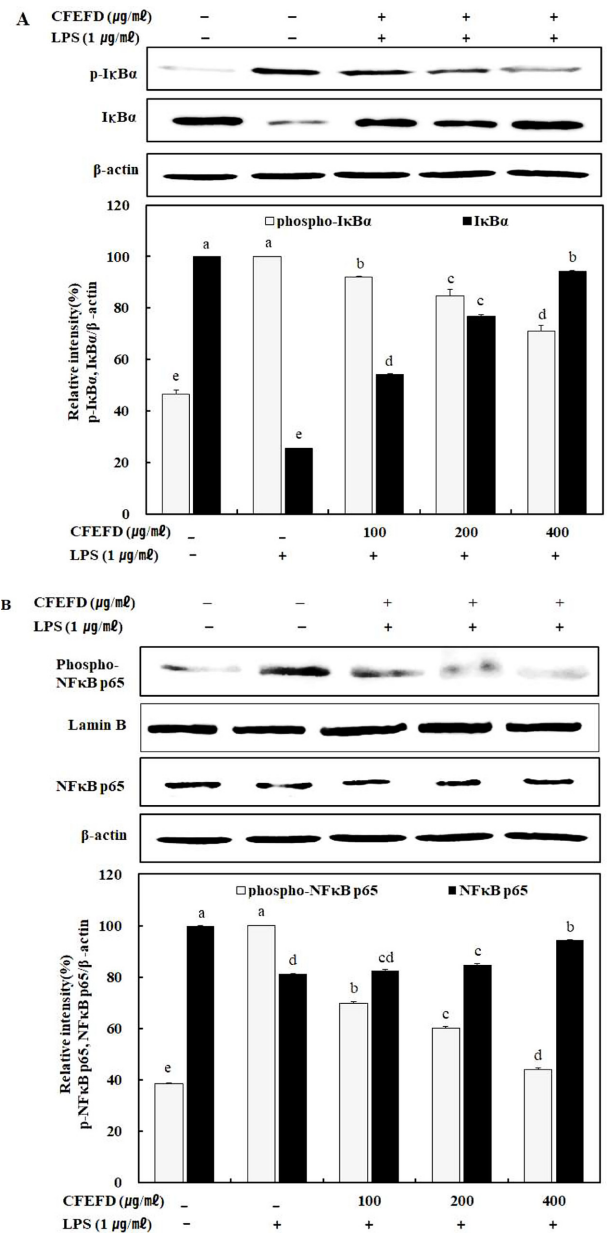 A
CFEFD (㎍/㎖) – – + + +
LPS (1 ㎍/㎖) – – + + +
p-IκBα
IκBα
β-actin
phospho-IκBα IκBα
Relative intensity(%)
p-IκBα, IκBα/β-actin
120
100
80
60
40
20
0
e a a e b d c c d b
CFEFD (㎍/㎖) – – 100 200 400
LPS (1 ㎍/㎖) – + + + +
B
CFEFD (㎍/㎖) – – + + +
LPS (1 ㎍/㎖) – – + + +
Phospho-
NFκB p65
Lamin B
NFκB p65
β-actin
phospho-NFκB p65 NFκB p65
Relative intensity(%)
p-NFκB p65, NFκB p65/β-actin
120
100
80
60
40
20
0
e a a d b cd c c d b
CFEFD (㎍/㎖) – – 100 200 400
LPS (1 ㎍/㎖) – + + + +